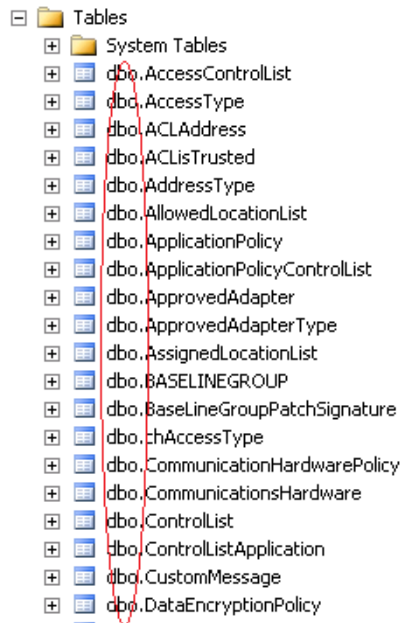 Tables
System Tables
dbo.AccessControlList
dbo.AccessType
dbo.ACLAddress
dbo.ACLisTrusted
dbo.AddressType
dbo.AllowedLocationList
dbo.ApplicationPolicy
dbo.ApplicationPolicyControlList
dbo.ApprovedAdapter
dbo.ApprovedAdapterType
dbo.AssignedLocationList
dbo.BASELINEGROUP
dbo.BaseLineGroupPatchSignature
dbo.chAccessType
dbo.CommunicationHardwarePolicy
dbo.CommunicationsHardware
dbo.ControlList
dbo.ControlListApplication
dbo.CustomMessage
dbo.DataEncryptionPolicy